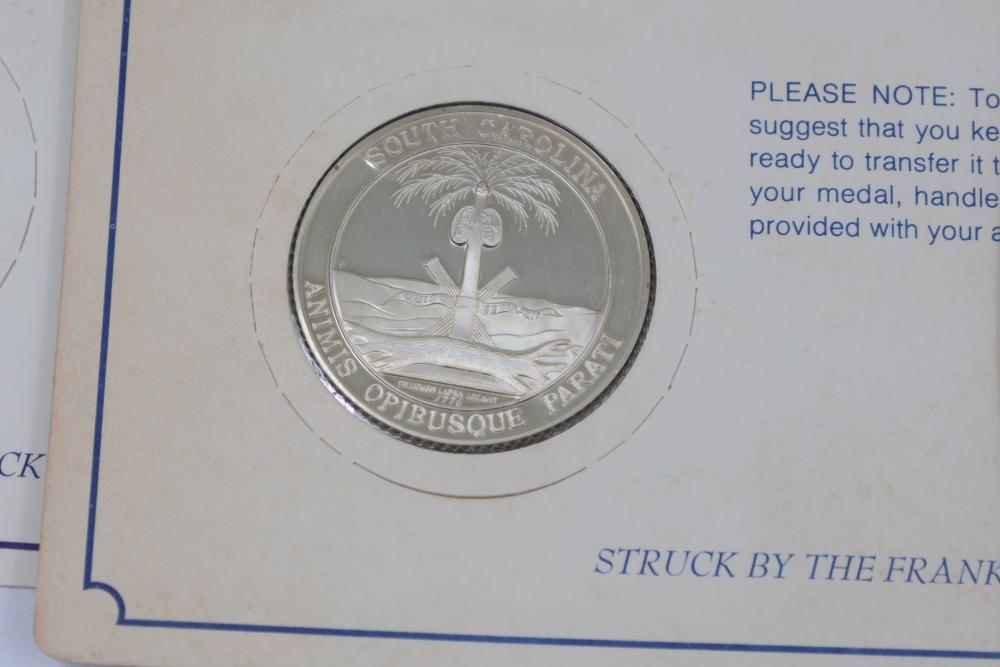 SOUTH CAROLINA
QUIS
ANIMIS OPIBUSQUE PARATI
1776
PLEASE NOTE: To
suggest that you ke
ready to transfer it t
your medal, handle
provided with your a
CK
STRUCK BY THE FRANK